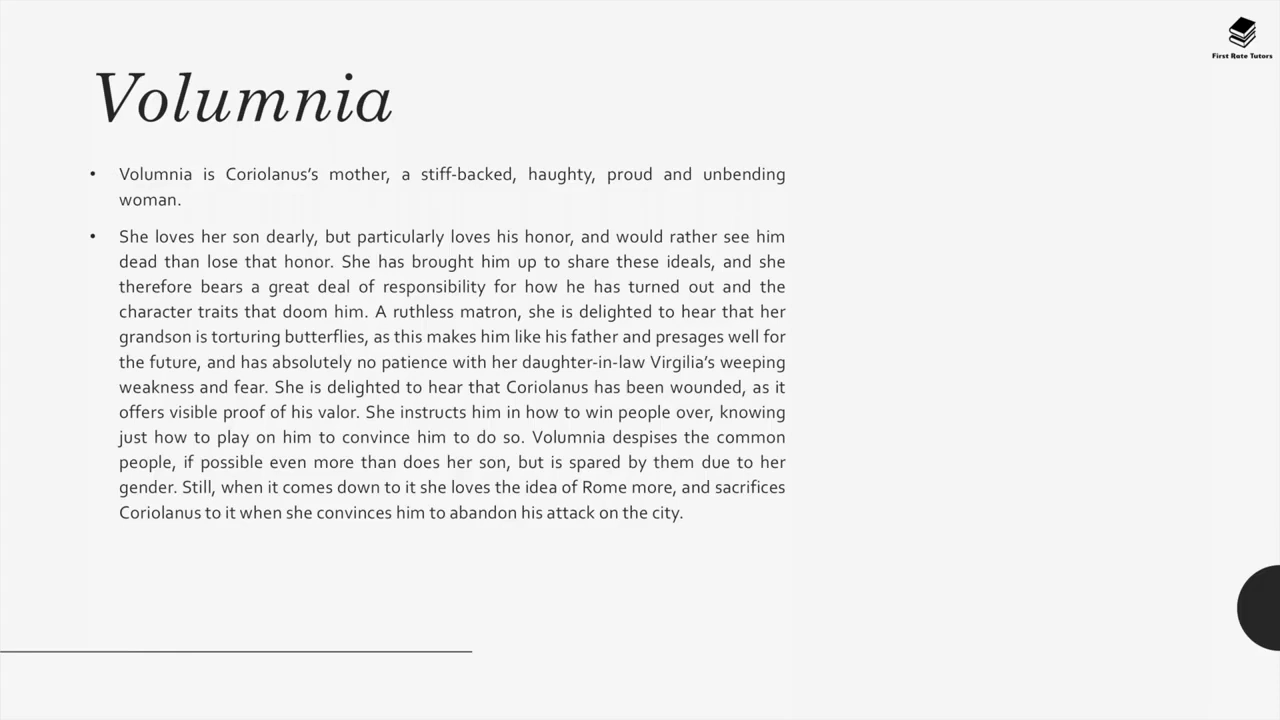 First Rate Tutors
Volumnia
• Volumnia is Coriolanus’s mother, a stiff-backed, haughty, proud and unbending
woman.
• She loves her son dearly, but particularly loves his honor, and would rather see him
dead than lose that honor. She has brought him up to share these ideals, and she
therefore bears a great deal of responsibility for how he has turned out and the
character traits that doom him. A ruthless matron, she is delighted to hear that her
grandson is torturing butterflies, as this makes him like his father and presages well for
the future, and has absolutely no patience with her daughter-in-law Virgilia’s weeping
weakness and fear. She is delighted to hear that Coriolanus has been wounded, as it
offers visible proof of his valor. She instructs him in how to win people over, knowing
just how to play on him to convince him to do so. Volumnia despises the common
people, if possible even more than does her son, but is spared by them due to her
gender. Still, when it comes down to it she loves the idea of Rome more, and sacrifices
Coriolanus to it when she convinces him to abandon his attack on the city.